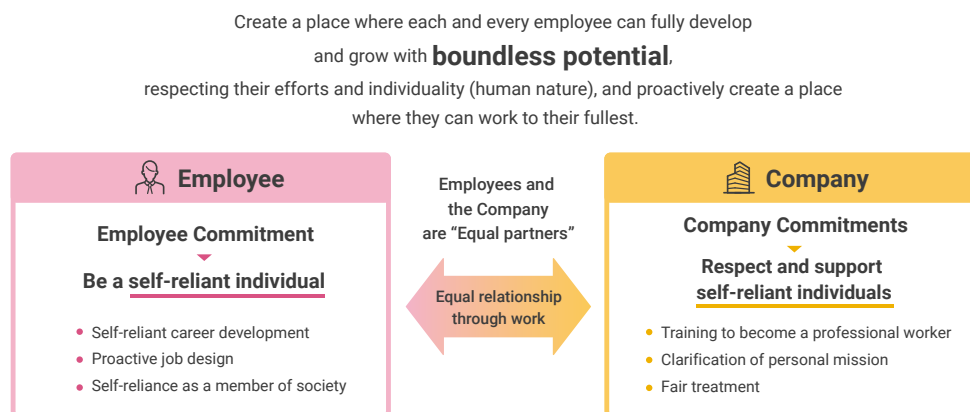 Create a place where each and every employee can fully develop
and grow with boundless potential,
respecting their efforts and individuality (human nature), and proactively create a place
where they can work to their fullest.
Employee
Employee Commitment
Be a self-reliant individual
• Self-reliant career development
• Proactive job design
• Self-reliance as a member of society
Employees and
the Company
are “Equal partners”
Equal relationship
through work
Company
Company Commitments
Respect and support
self-reliant individuals
• Training to become a professional worker
• Clarification of personal mission
• Fair treatment